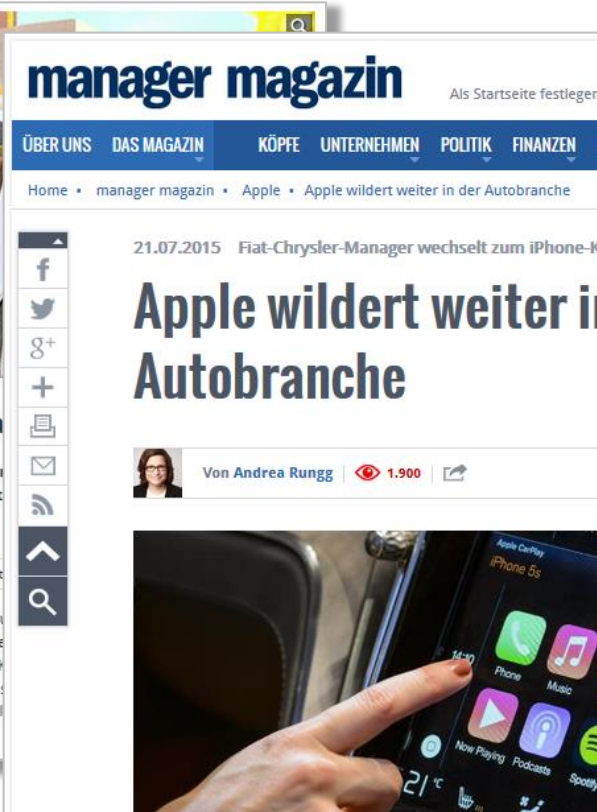 manager magazin
Als Startseite festlegen
ÜBER UNS DAS MAGAZIN KÖPFE UNTERNEHMEN POLITIK FINANZEN
Home • manager magazin • Apple • Apple wildert weiter in der Autobranche
21.07.2015 Fiat-Chrysler-Manager wechselt zum iPhone-K
Apple wildert weiter i
Autobranche
Von Andrea Rungg 1.900
Apple CarPlay
iPhone 5s
14:10
Phone Music
Now Playing Podcasts Spotify
21 °C